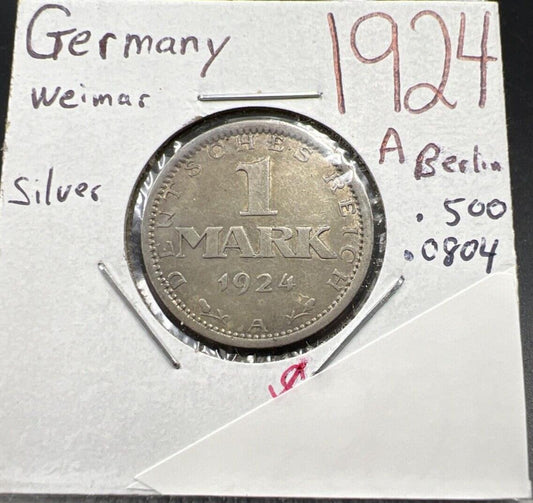 Germany
Weimar
Silver
1924
A Berlin
.500
.0804
DEUTSCHES REICH
1
MARK
1924
A